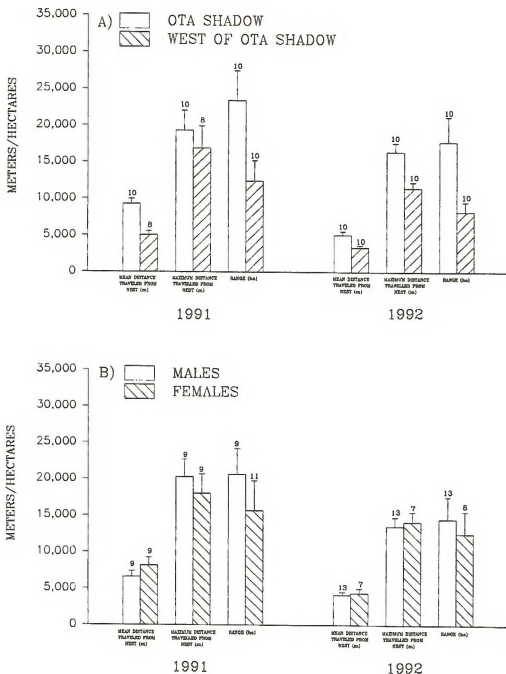 A) OTA SHADOW
WEST OF OTA SHADOW
METERS/HECTARES
35,000
30,000
25,000
20,000
15,000
10,000
5,000
0
10
8
10
8
10
10
10
10
10
10
10
10
MEAN DISTANCE TRAVELED FROM NEST (m)
MAXIMUM DISTANCE TRAVELLED FROM NEST (m)
RANGE (ha)
MEAN DISTANCE TRAVELED FROM NEST (m)
MAXIMUM DISTANCE TRAVELLED FROM NEST (m)
RANGE (ha)
1991
1992
B) MALES
FEMALES
METERS/HECTARES
35,000
30,000
25,000
20,000
15,000
10,000
5,000
0
9
9
9
9
9
11
13
7
13
7
13
8
MEAN DISTANCE TRAVELED FROM NEST (m)
MAXIMUM DISTANCE TRAVELLED FROM NEST (m)
RANGE (ha)
MEAN DISTANCE TRAVELED FROM NEST (m)
MAXIMUM DISTANCE TRAVELLED FROM NEST (m)
RANGE (ha)
1991
1992